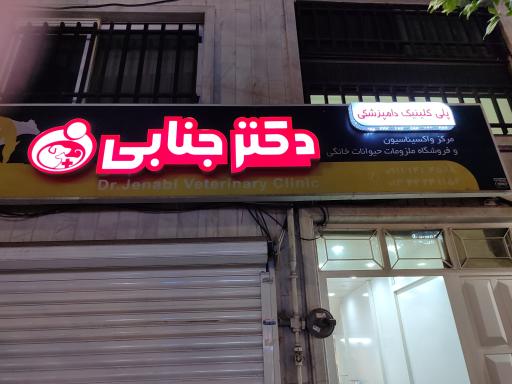 پلی کلینیک دامپزشکی
دکتر جنابی
مرکز واکسیناسیون
و فروشگاه ملزومات حیوانات خانگی
Dr.Jenabi Veterinary Clinic